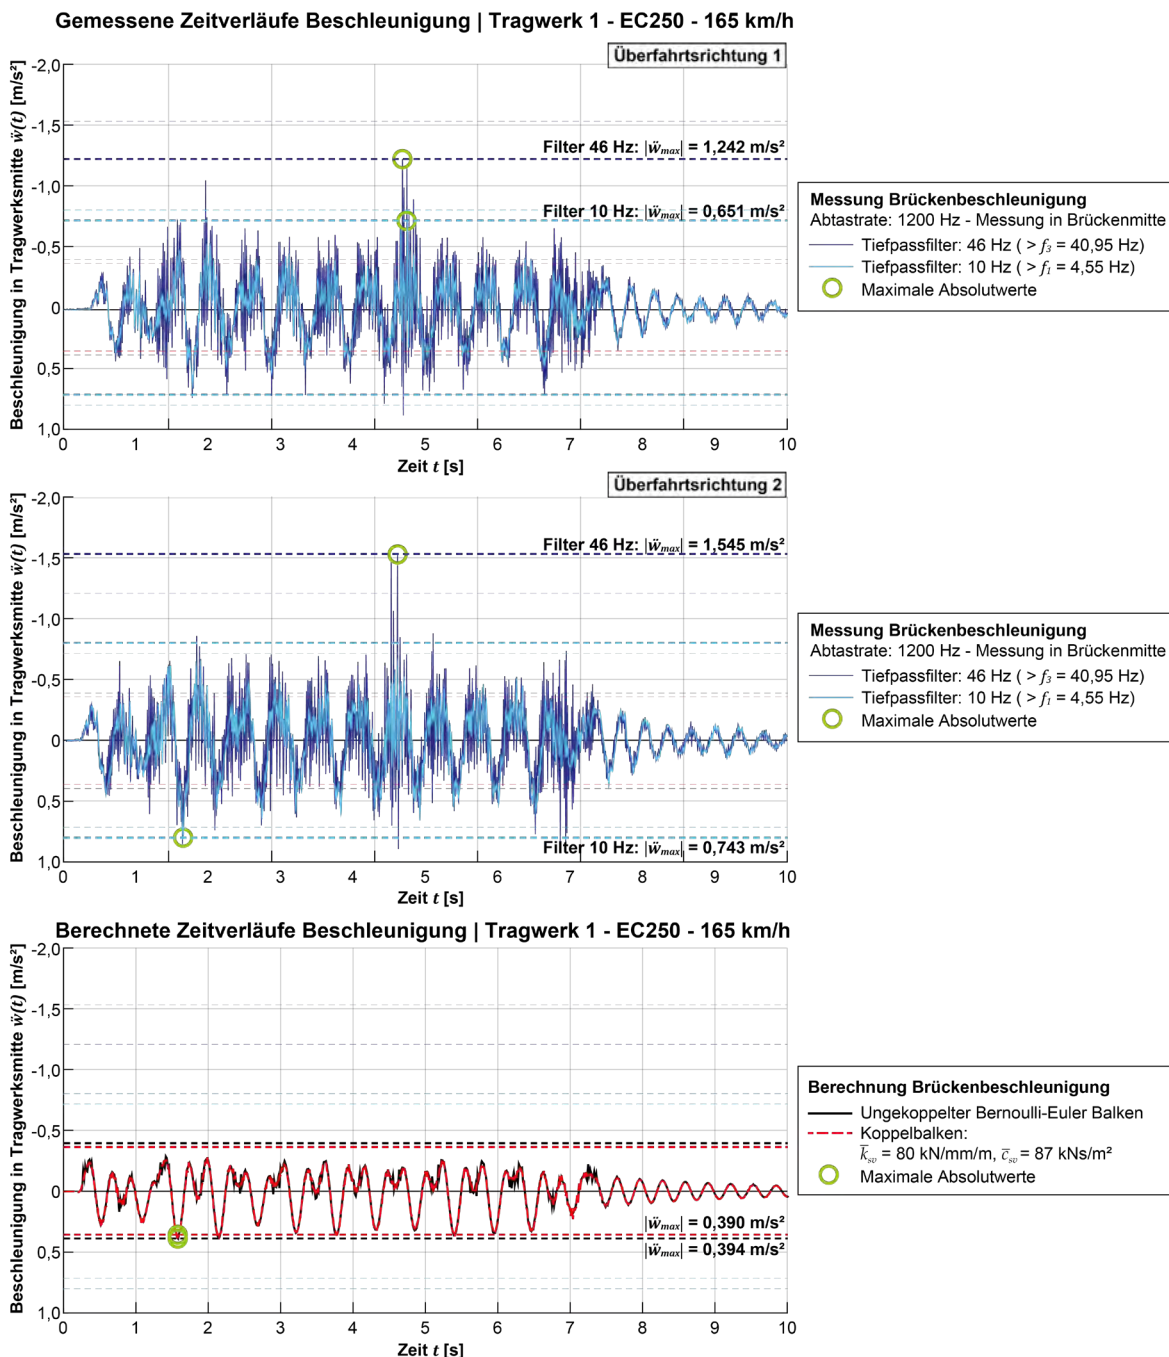 Gemessene Zeitverläufe Beschleunigung | Tragwerk 1 - EC250 - 165 km/h
Überfahrtsrichtung 1
Beschleunigung in Tragwerksmitte ẅ(t) [m/s²]
-2,0
-1,5
-1,0
-0,5
0
0,5
1,0
Filter 46 Hz: |ẅmax| = 1,242 m/s²
Filter 10 Hz: |ẅmax| = 0,651 m/s²
0 1 2 3 4 5 6 7 8 9 10
Zeit t [s]
Messung Brückenbeschleunigung
Abtastrate: 1200 Hz - Messung in Brückenmitte
Tiefpassfilter: 46 Hz ( > f3 = 40,95 Hz)
Tiefpassfilter: 10 Hz ( > f1 = 4,55 Hz)
Maximale Absolutwerte
Überfahrtsrichtung 2
Beschleunigung in Tragwerksmitte ẅ(t) [m/s²]
-2,0
-1,5
-1,0
-0,5
0
0,5
1,0
Filter 46 Hz: |ẅmax| = 1,545 m/s²
Filter 10 Hz: |ẅmax| = 0,743 m/s²
0 1 2 3 4 5 6 7 8 9 10
Zeit t [s]
Messung Brückenbeschleunigung
Abtastrate: 1200 Hz - Messung in Brückenmitte
Tiefpassfilter: 46 Hz ( > f3 = 40,95 Hz)
Tiefpassfilter: 10 Hz ( > f1 = 4,55 Hz)
Maximale Absolutwerte
Berechnete Zeitverläufe Beschleunigung | Tragwerk 1 - EC250 - 165 km/h
Beschleunigung in Tragwerksmitte ẅ(t) [m/s²]
-2,0
-1,5
-1,0
-0,5
0
0,5
1,0
|ẅmax| = 0,390 m/s²
|ẅmax| = 0,394 m/s²
0 1 2 3 4 5 6 7 8 9 10
Zeit t [s]
Berechnung Brückenbeschleunigung
Ungekoppelter Bernoulli-Euler Balken
Koppelbalken:
k̅sv = 80 kN/mm/m, c̅sv = 87 kNs/m²
Maximale Absolutwerte